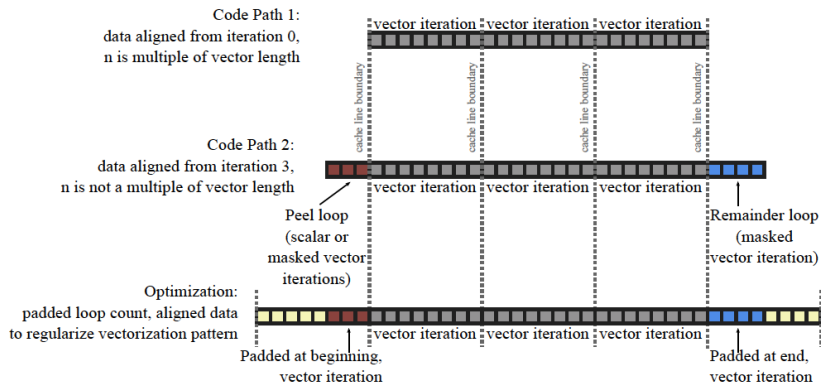 Code Path 1:
data aligned from iteration 0,
n is multiple of vector length
vector iteration vector iteration vector iteration
cache line boundary cache line boundary cache line boundary cache line boundary
Code Path 2:
data aligned from iteration 3,
n is not a multiple of vector length
vector iteration vector iteration vector iteration
Peel loop
(scalar or
masked vector
iterations)
Remainder loop
(masked
vector iteration)
Optimization:
padded loop count, aligned data
to regularize vectorization pattern
vector iteration vector iteration vector iteration
Padded at beginning,
vector iteration
Padded at end,
vector iteration